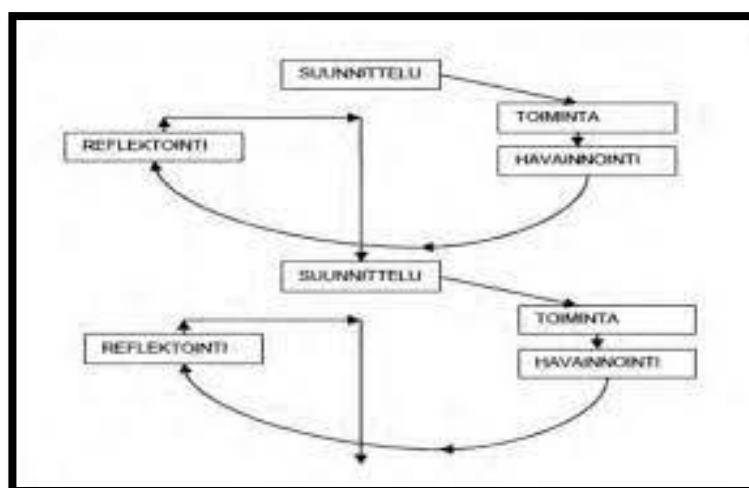 SUUNNITTELU
TOIMINTA
REFLEKTOINTI
HAVAINNOINTI
SUUNNITTELU
TOIMINTA
REFLEKTOINTI
HAVAINNOINTI